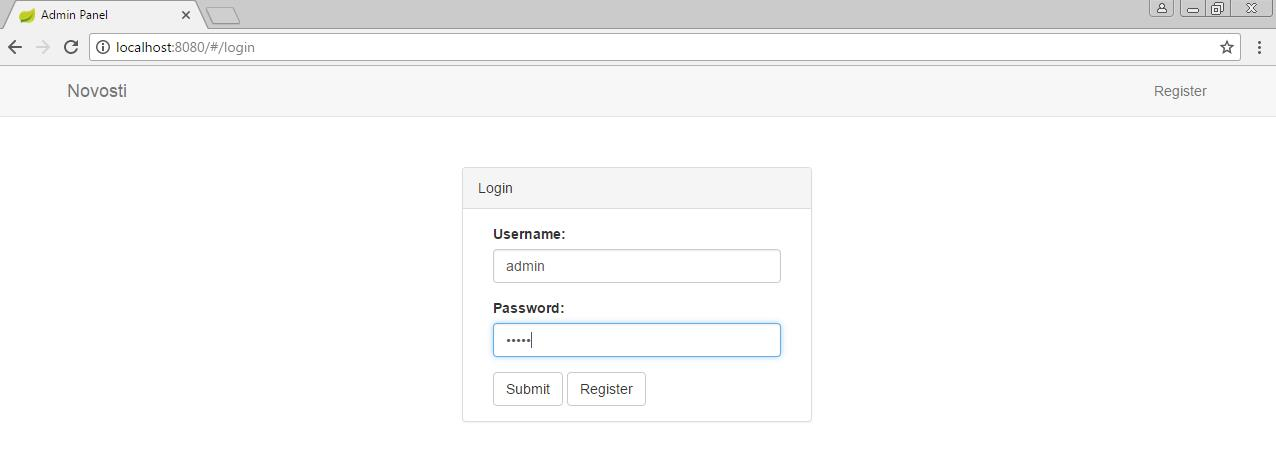 Admin Panel
localhost:8080/#/login
Novosti
Register
Login
Username:
admin
Password:
•••••
Submit Register